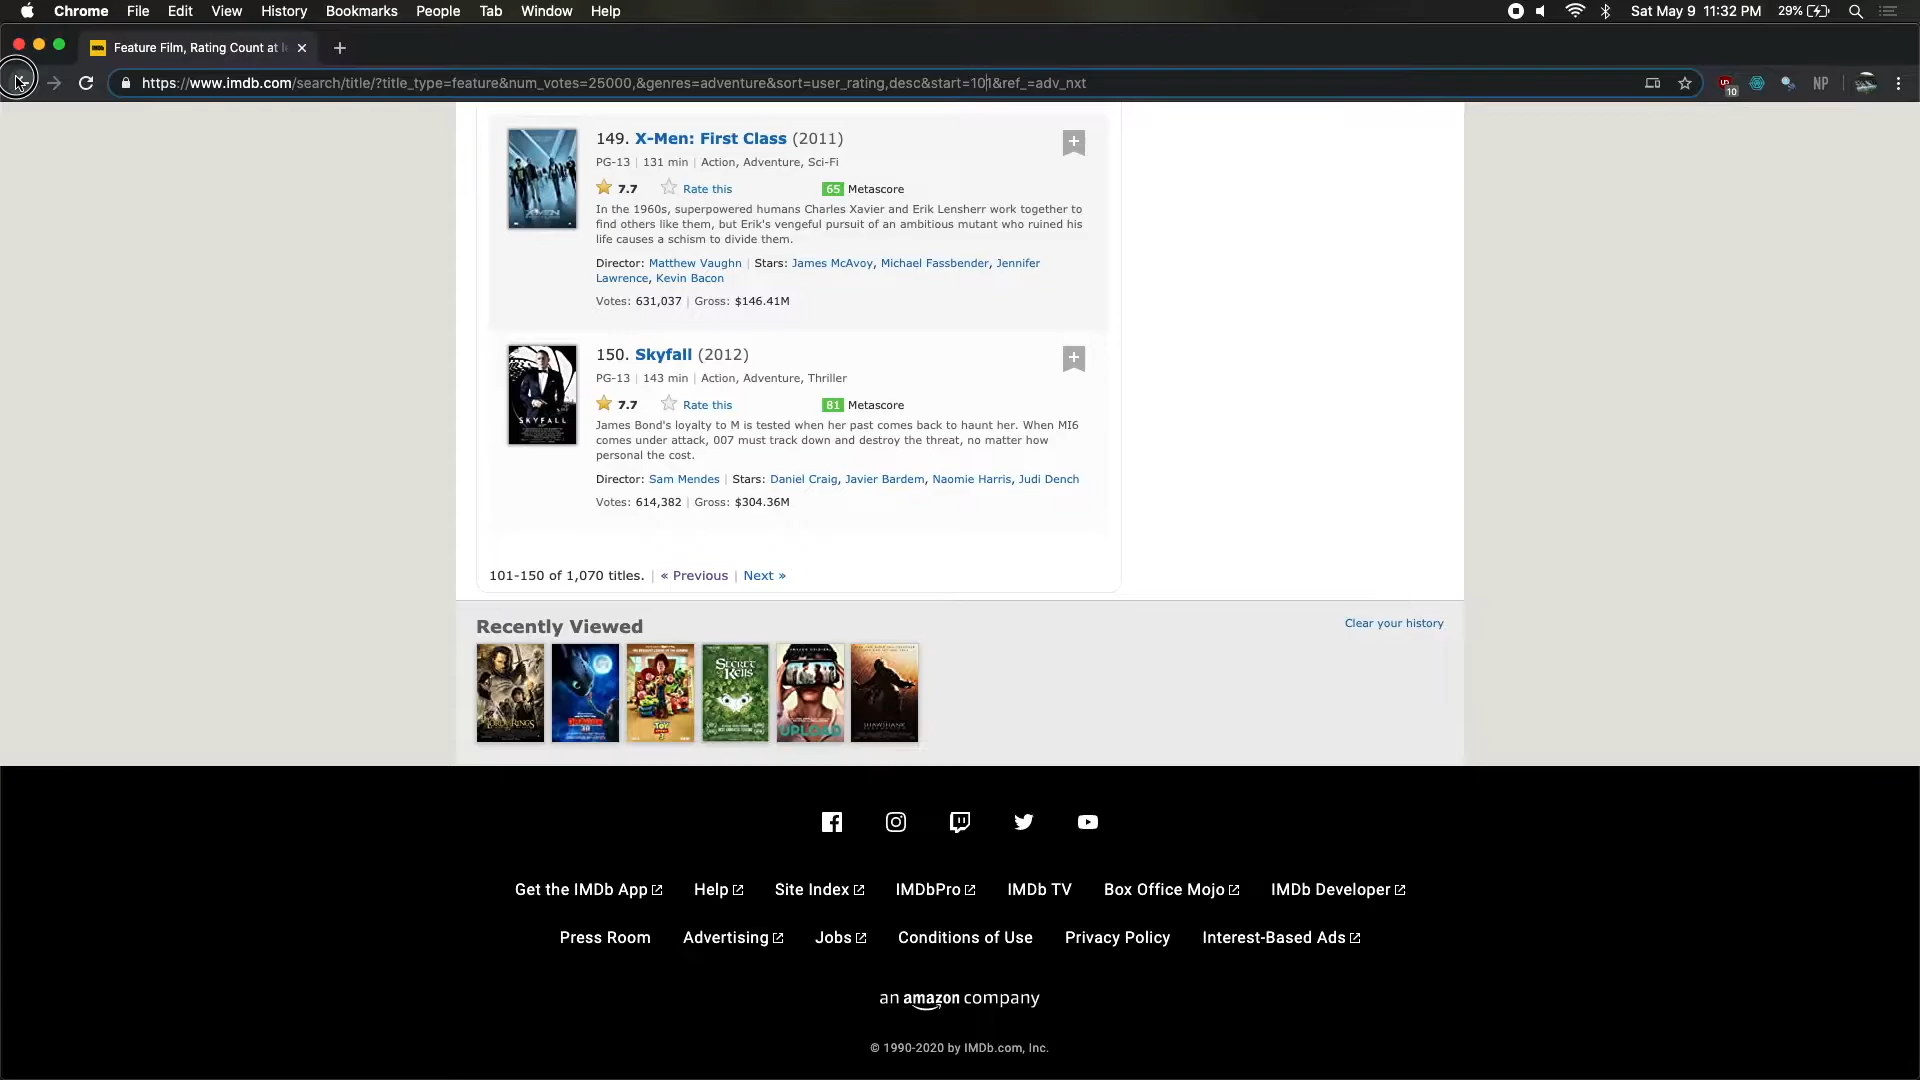 Chrome File Edit View History Bookmarks People Tab Window Help Sat May 9 11:32 PM 29%
Feature Film, Rating Count at
https://www.imdb.com/search/title/?title_type=feature&num_votes=25000,&genres=adventure&sort=user_rating,desc&start=101&ref_=adv_nxt 10 NP
149. X-Men: First Class (2011)
PG-13 | 131 min | Action, Adventure, Sci-Fi
7.7 Rate this 65 Metascore
In the 1960s, superpowered humans Charles Xavier and Erik Lensherr work together to
find others like them, but Erik's vengeful pursuit of an ambitious mutant who ruined his
life causes a schism to divide them.
Director: Matthew Vaughn | Stars: James McAvoy, Michael Fassbender, Jennifer
Lawrence, Kevin Bacon
Votes: 631,037 | Gross: $146.41M
SKYFALL
150. Skyfall (2012)
PG-13 | 143 min | Action, Adventure, Thriller
7.7 Rate this 81 Metascore
James Bond's loyalty to M is tested when her past comes back to haunt her. When MI6
comes under attack, 007 must track down and destroy the threat, no matter how
personal the cost.
Director: Sam Mendes | Stars: Daniel Craig, Javier Bardem, Naomie Harris, Judi Dench
Votes: 614,382 | Gross: $304.36M
101-150 of 1,070 titles. | « Previous | Next »
Recently Viewed Clear your history
UPLOAD
Get the IMDb App Help Site Index IMDbPro IMDb TV Box Office Mojo IMDb Developer
Press Room Advertising Jobs Conditions of Use Privacy Policy Interest-Based Ads
an amazon company
© 1990-2020 by IMDb.com, Inc.